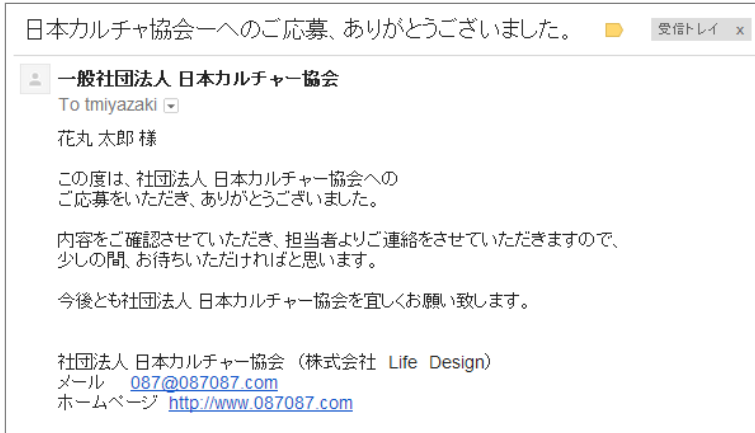 日本カルチャ協会ーへのご応募、ありがとうございました。 受信トレイ x
一般社団法人 日本カルチャー協会
To tmiyazaki
花丸 太郎 様
この度は、社団法人 日本カルチャー協会への
ご応募をいただき、ありがとうございました。
内容をご確認させていただき、担当者よりご連絡をさせていただきますので、
少しの間、お待ちいただければと思います。
今後とも社団法人 日本カルチャー協会を宜しくお願い致します。
社団法人 日本カルチャー協会 （株式会社 Life Design）
メール 087@087087.com
ホームページ http://www.087087.com